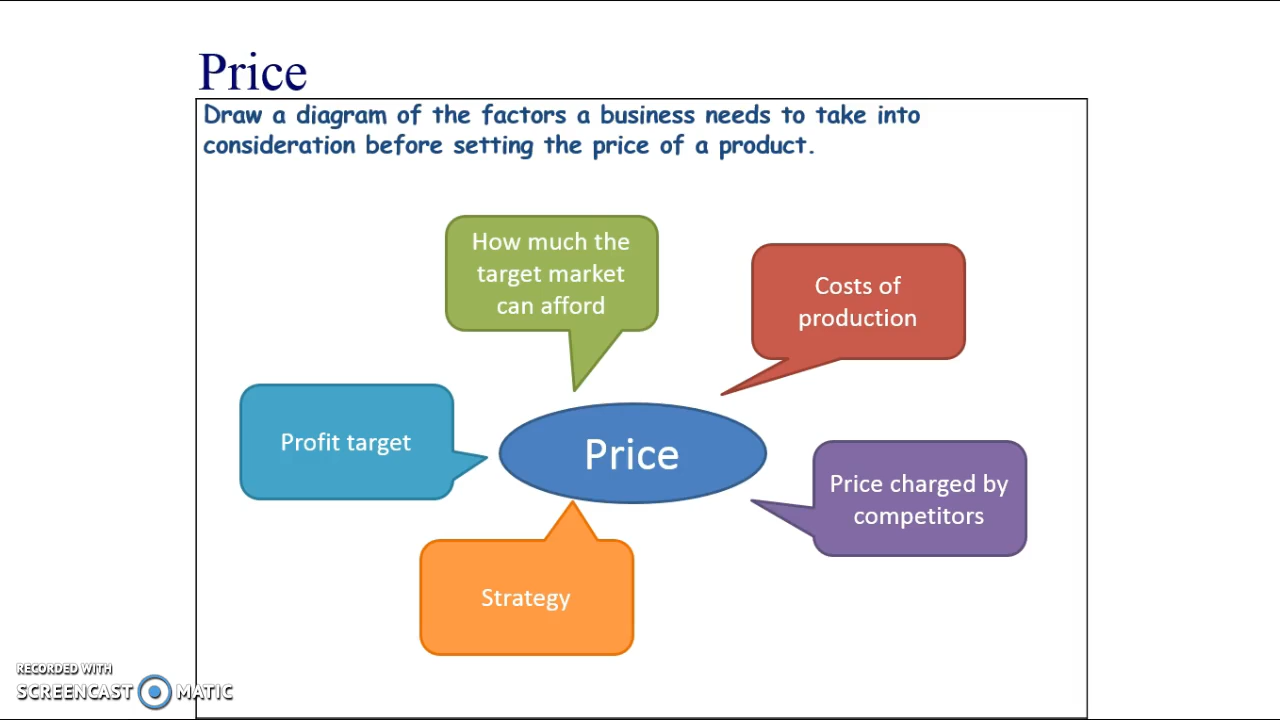 Price
Draw a diagram of the factors a business needs to take into
consideration before setting the price of a product.
How much the
target market
can afford
Costs of
production
Profit target
Price
Price charged by
competitors
Strategy
RECORDED WITH
SCREENCAST MATIC